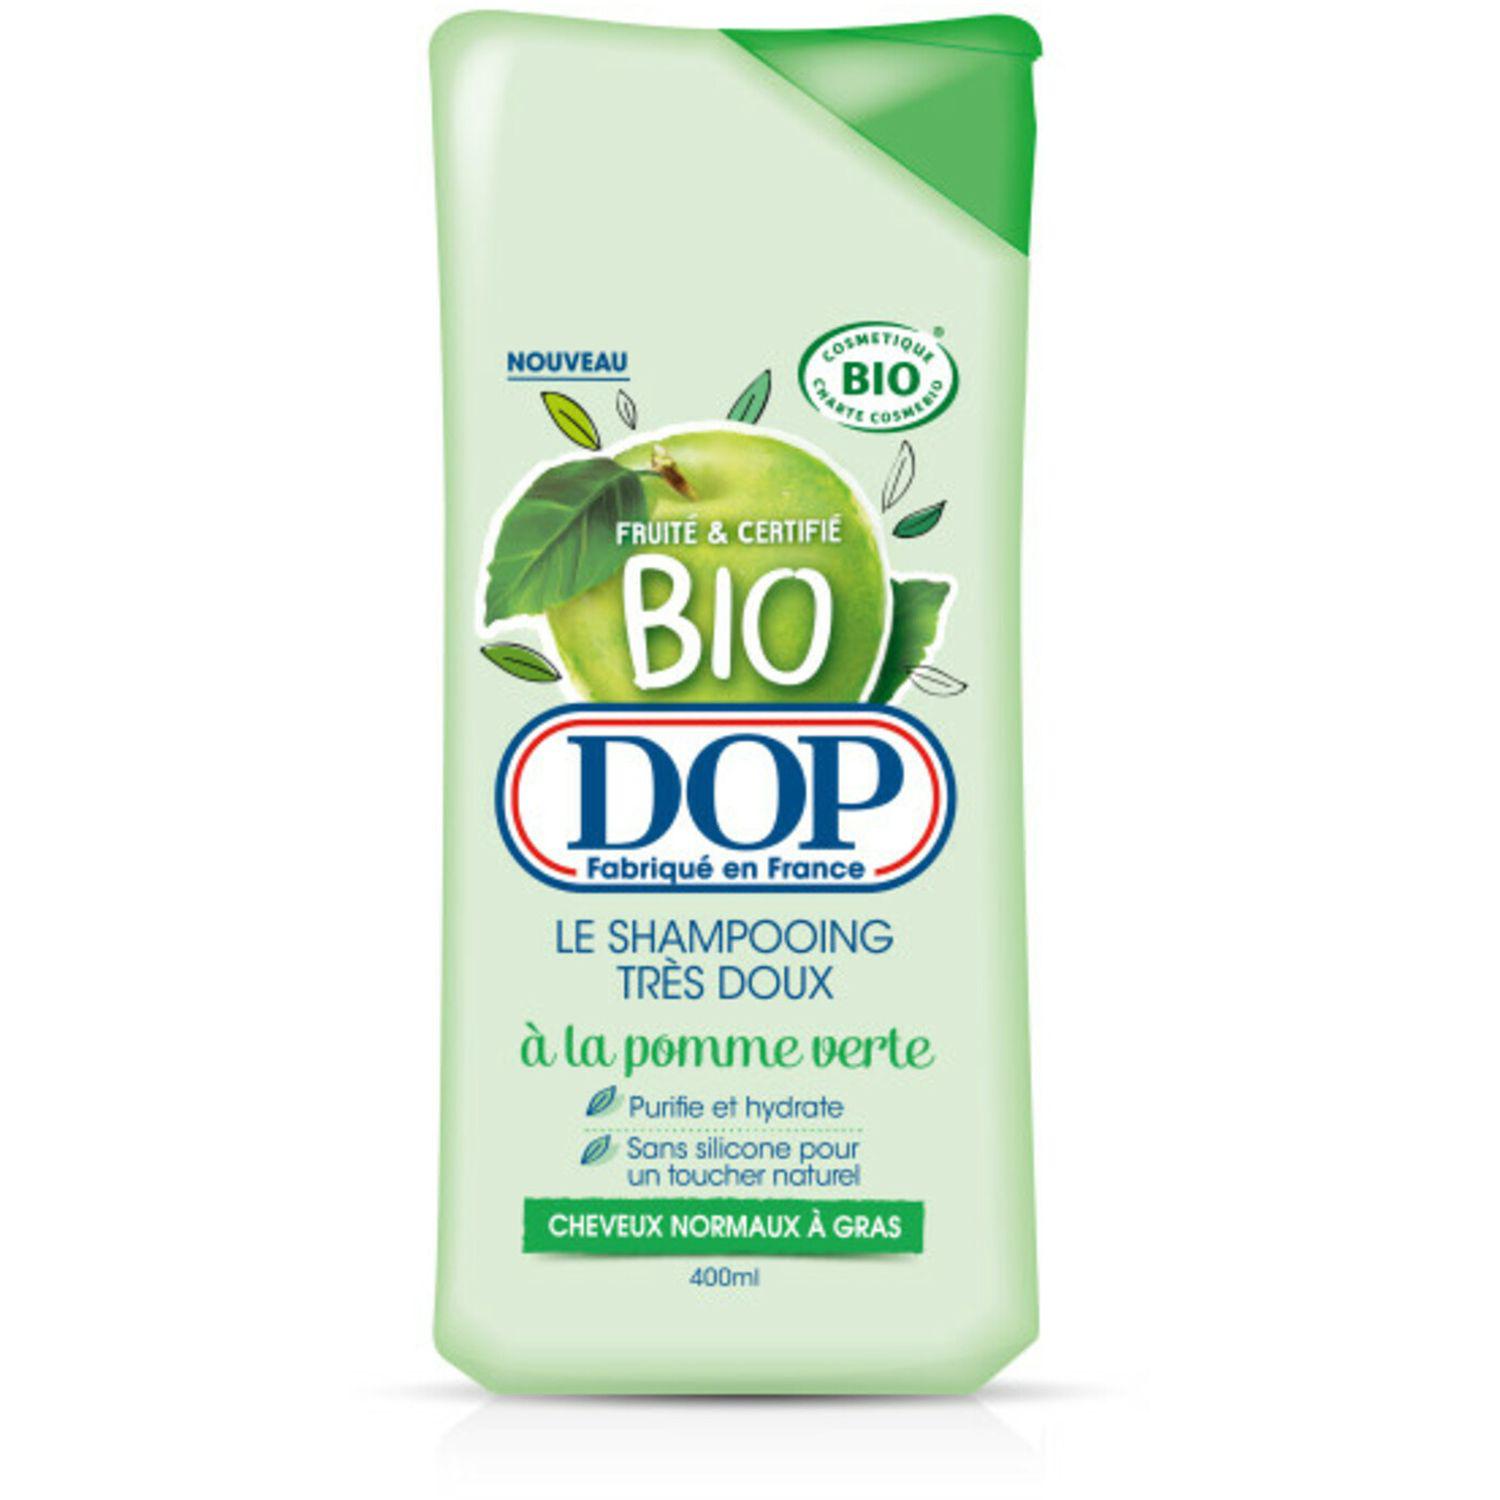 NOUVEAU
COSMETIQUE
BIO
CHARTE COSMEBIO
®
FRUITÉ & CERTIFIÉ
BIO
DOP
Fabriqué en France
LE SHAMPOOING
TRÈS DOUX
à la pomme verte
Purifie et hydrate
Sans silicone pour
un toucher naturel
CHEVEUX NORMAUX À GRAS
400ml